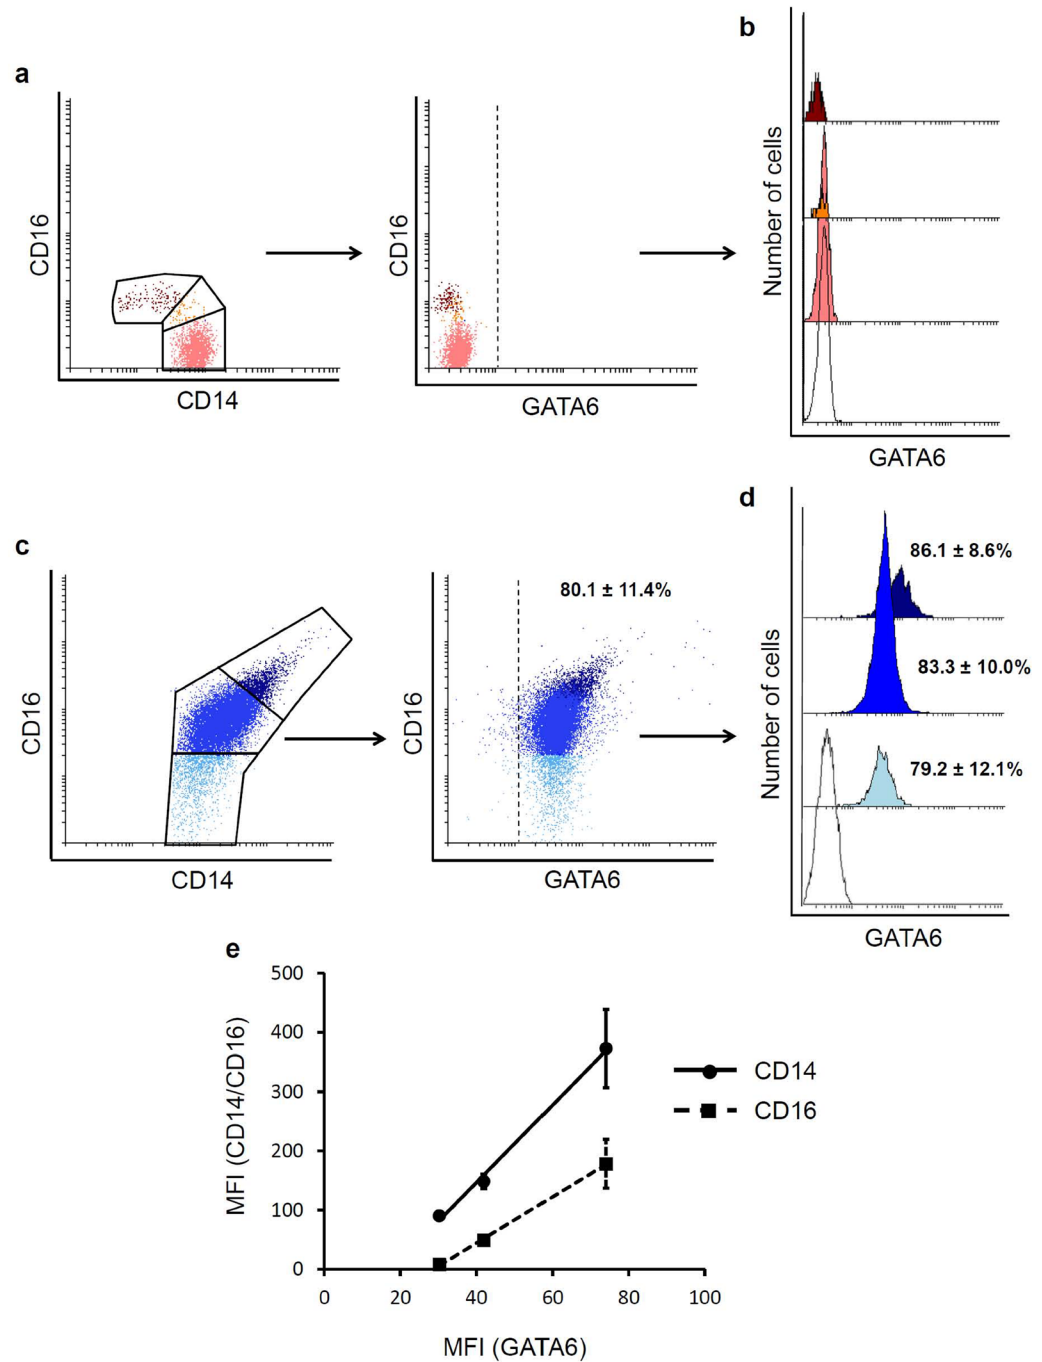 a
CD16
CD14
CD16
GATA6
b
Number of cells
GATA6
c
CD16
CD14
80.1 ± 11.4%
CD16
GATA6
d
86.1 ± 8.6%
83.3 ± 10.0%
79.2 ± 12.1%
Number of cells
GATA6
e
500
400
300
200
100
0
MFI (CD14/CD16)
0 20 40 60 80 100
MFI (GATA6)
CD14
CD16